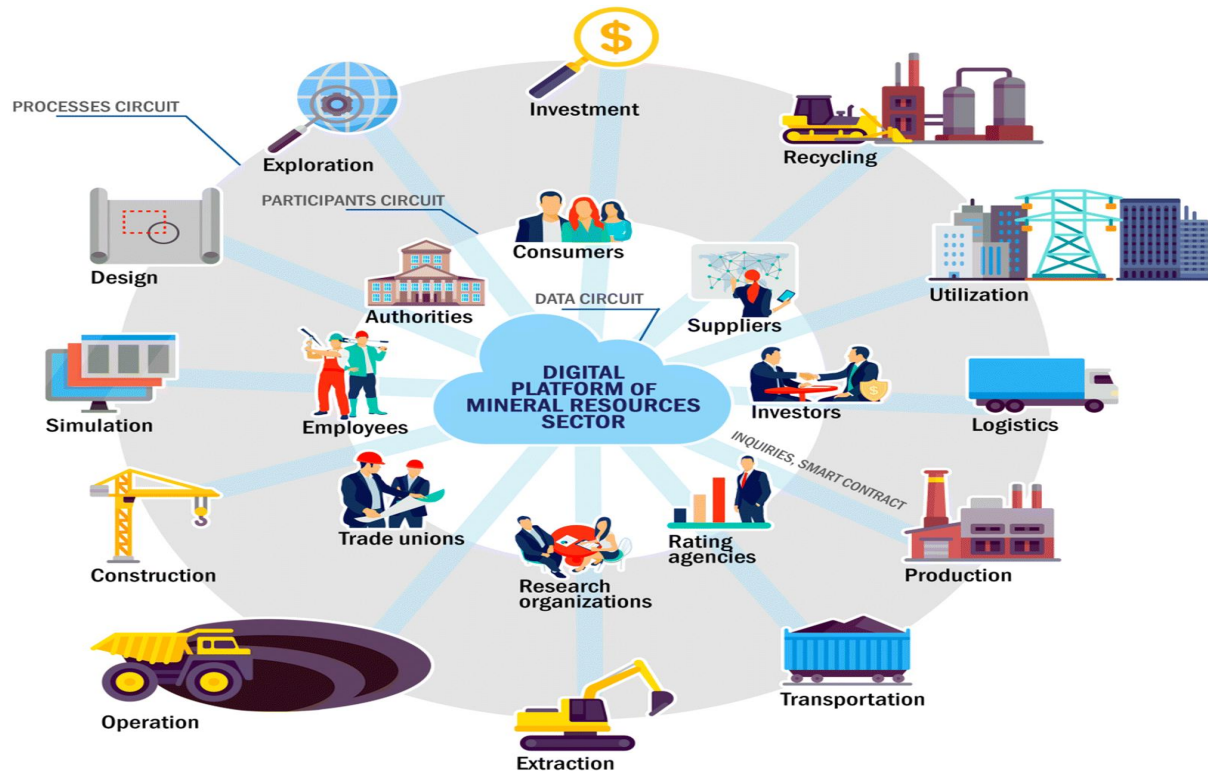 Investment
PROCESSES CIRCUIT
Exploration
Recycling
PARTICIPANTS CIRCUIT
Design
Consumers
Authorities
DATA CIRCUIT
Suppliers
Utilization
DIGITAL
PLATFORM OF
MINERAL RESOURCES
SECTOR
Simulation
Employees
Investors
Logistics
INQUIRIES, SMART CONTRACT
Construction
Trade unions
Research
organizations
Rating
agencies
Production
Operation
Extraction
Transportation
$
$